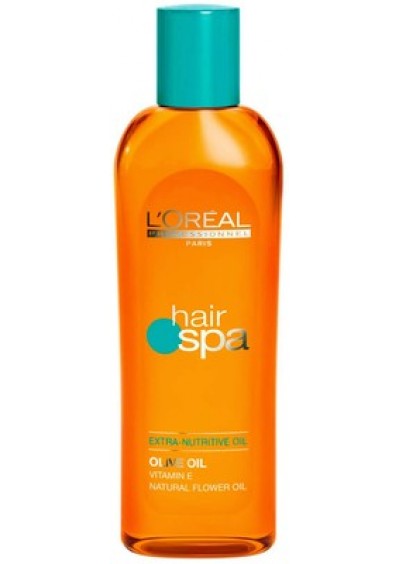 L'ORÉAL
PROFESSIONNEL
PARIS
hair
spa
EXTRA-NUTRITIVE OIL
OLIVE OIL
VITAMIN E
NATURAL FLOWER OIL